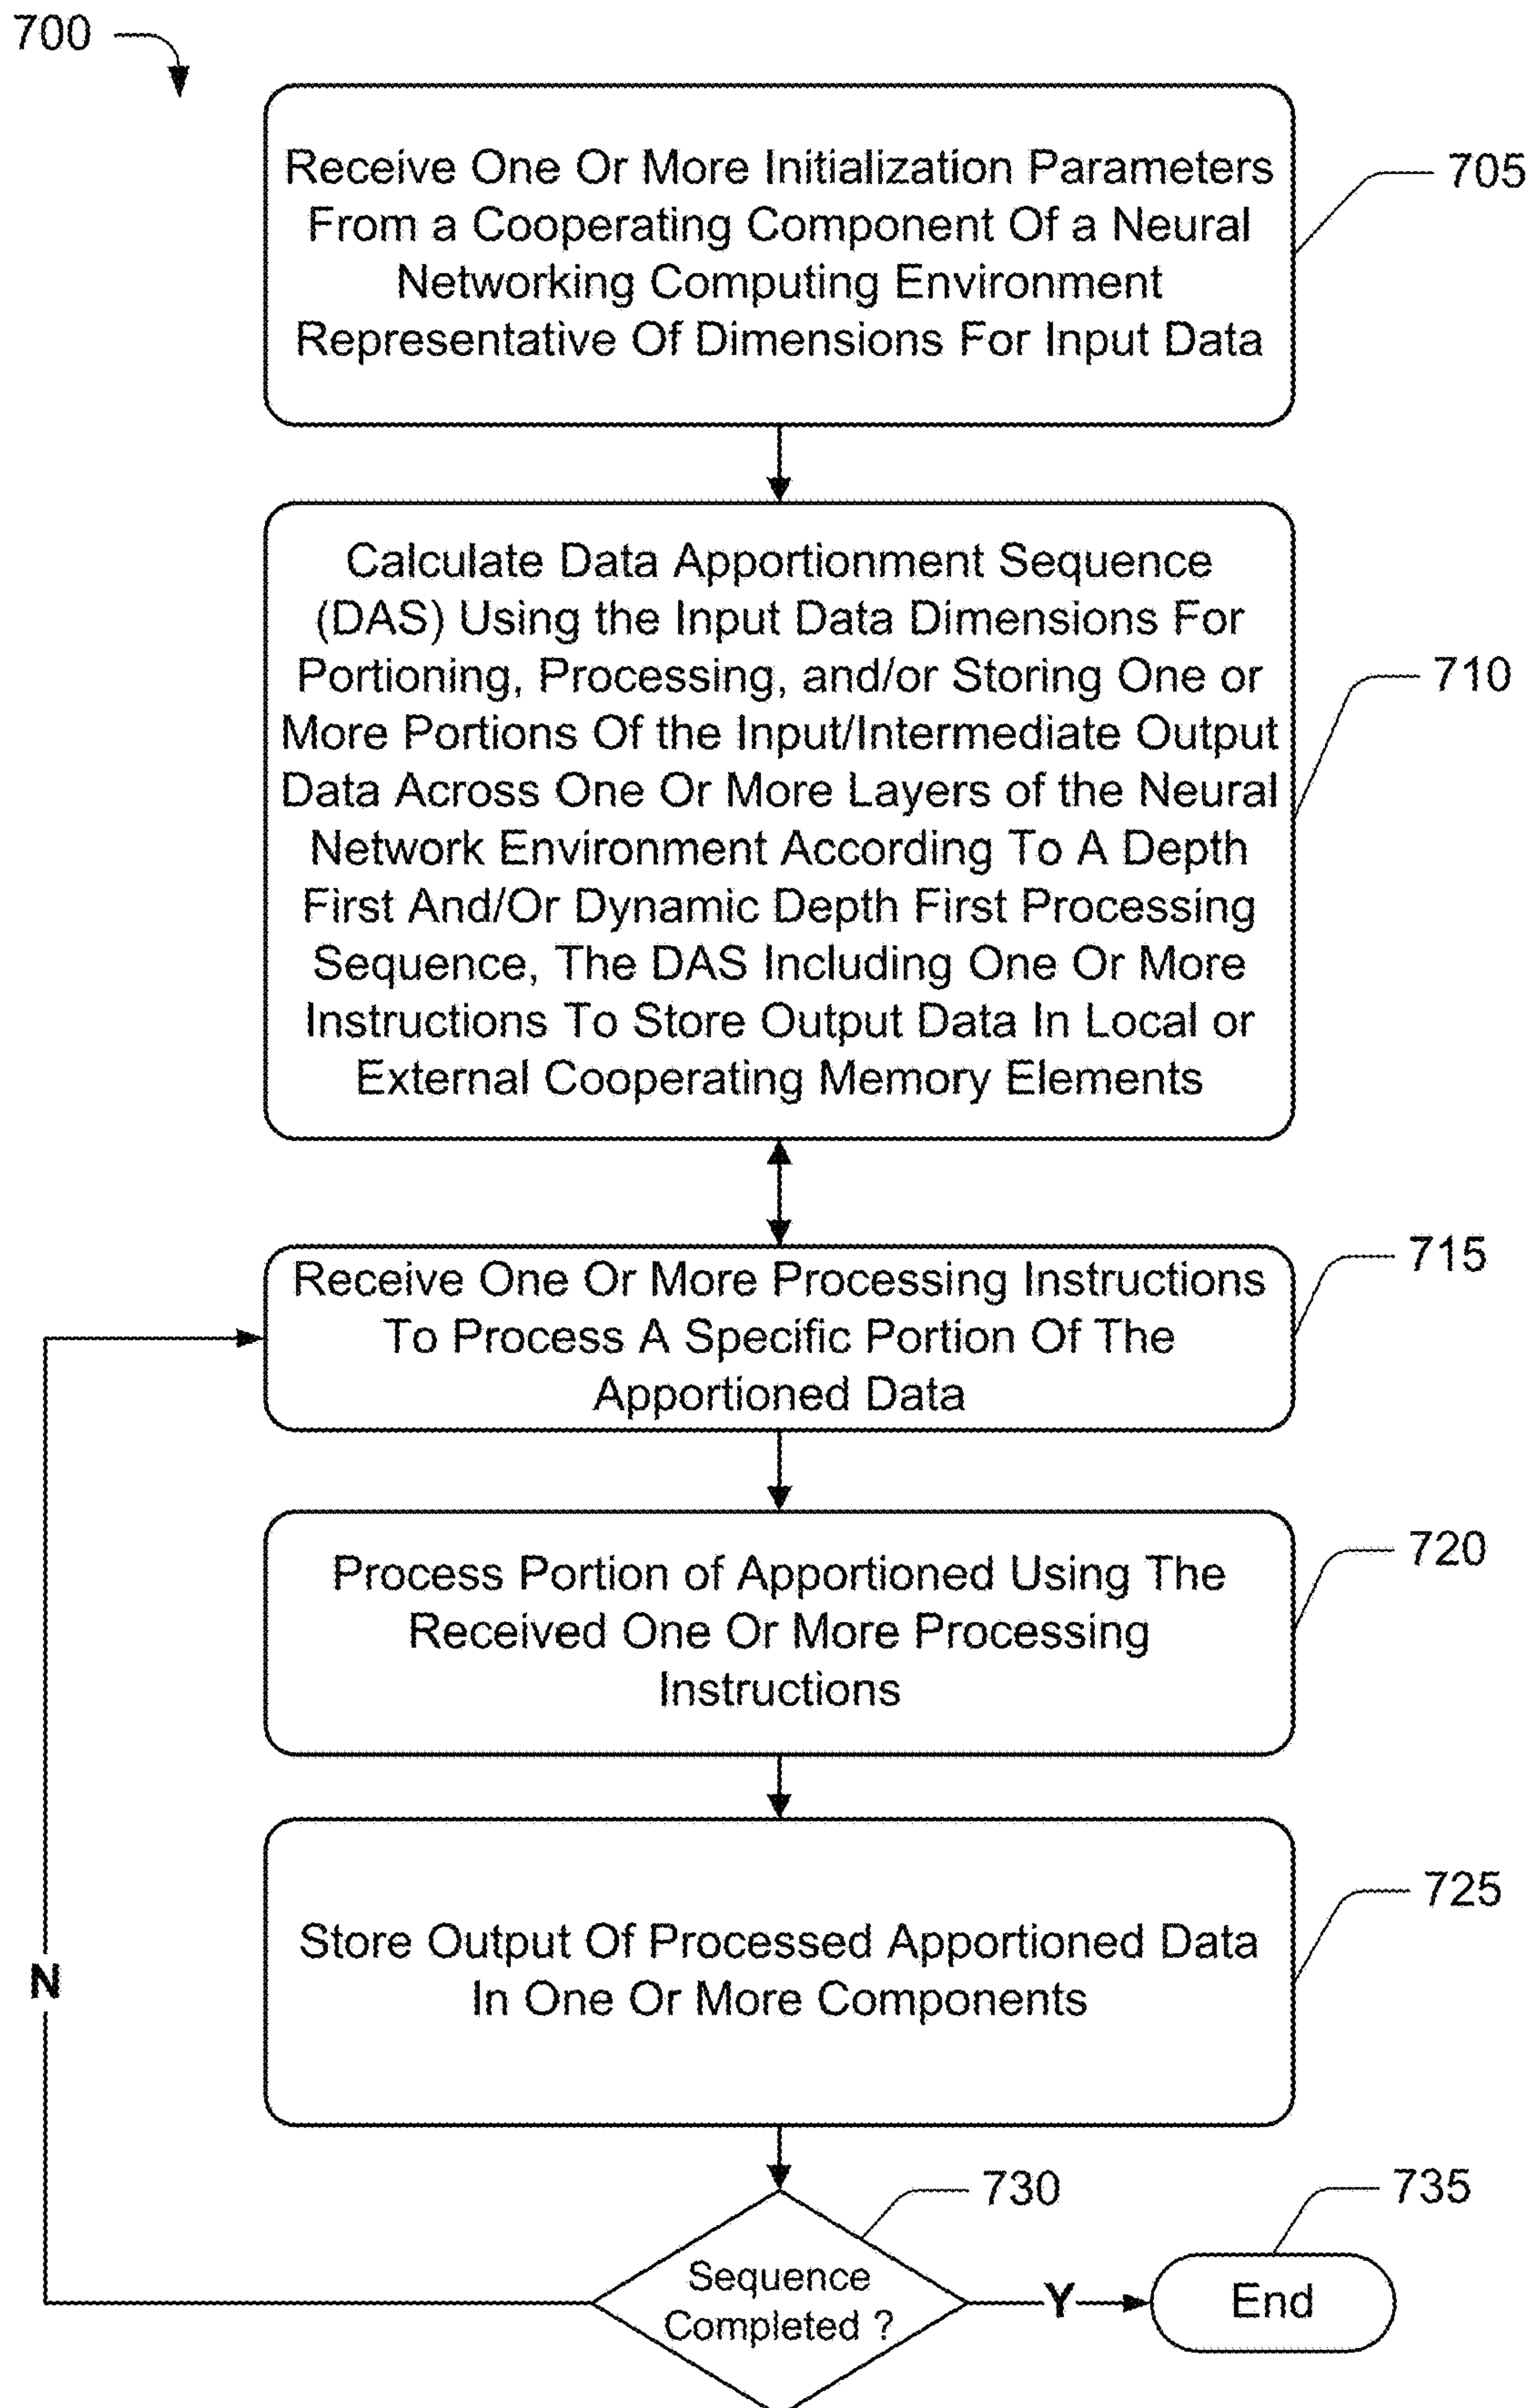 700
Receive One Or More Initialization Parameters
From a Cooperating Component Of a Neural
Networking Computing Environment
Representative Of Dimensions For Input Data
705
Calculate Data Apportionment Sequence
(DAS) Using the Input Data Dimensions For
Portioning, Processing, and/or Storing One or
More Portions Of the Input/Intermediate Output
Data Across One Or More Layers of the Neural
Network Environment According To A Depth
First And/Or Dynamic Depth First Processing
Sequence, The DAS Including One Or More
Instructions To Store Output Data In Local or
External Cooperating Memory Elements
710
Receive One Or More Processing Instructions
To Process A Specific Portion Of The
Apportioned Data
715
Process Portion of Apportioned Using The
Received One Or More Processing
Instructions
720
Store Output Of Processed Apportioned Data
In One Or More Components
725
N
Sequence
Completed ?
730
Y
End
735